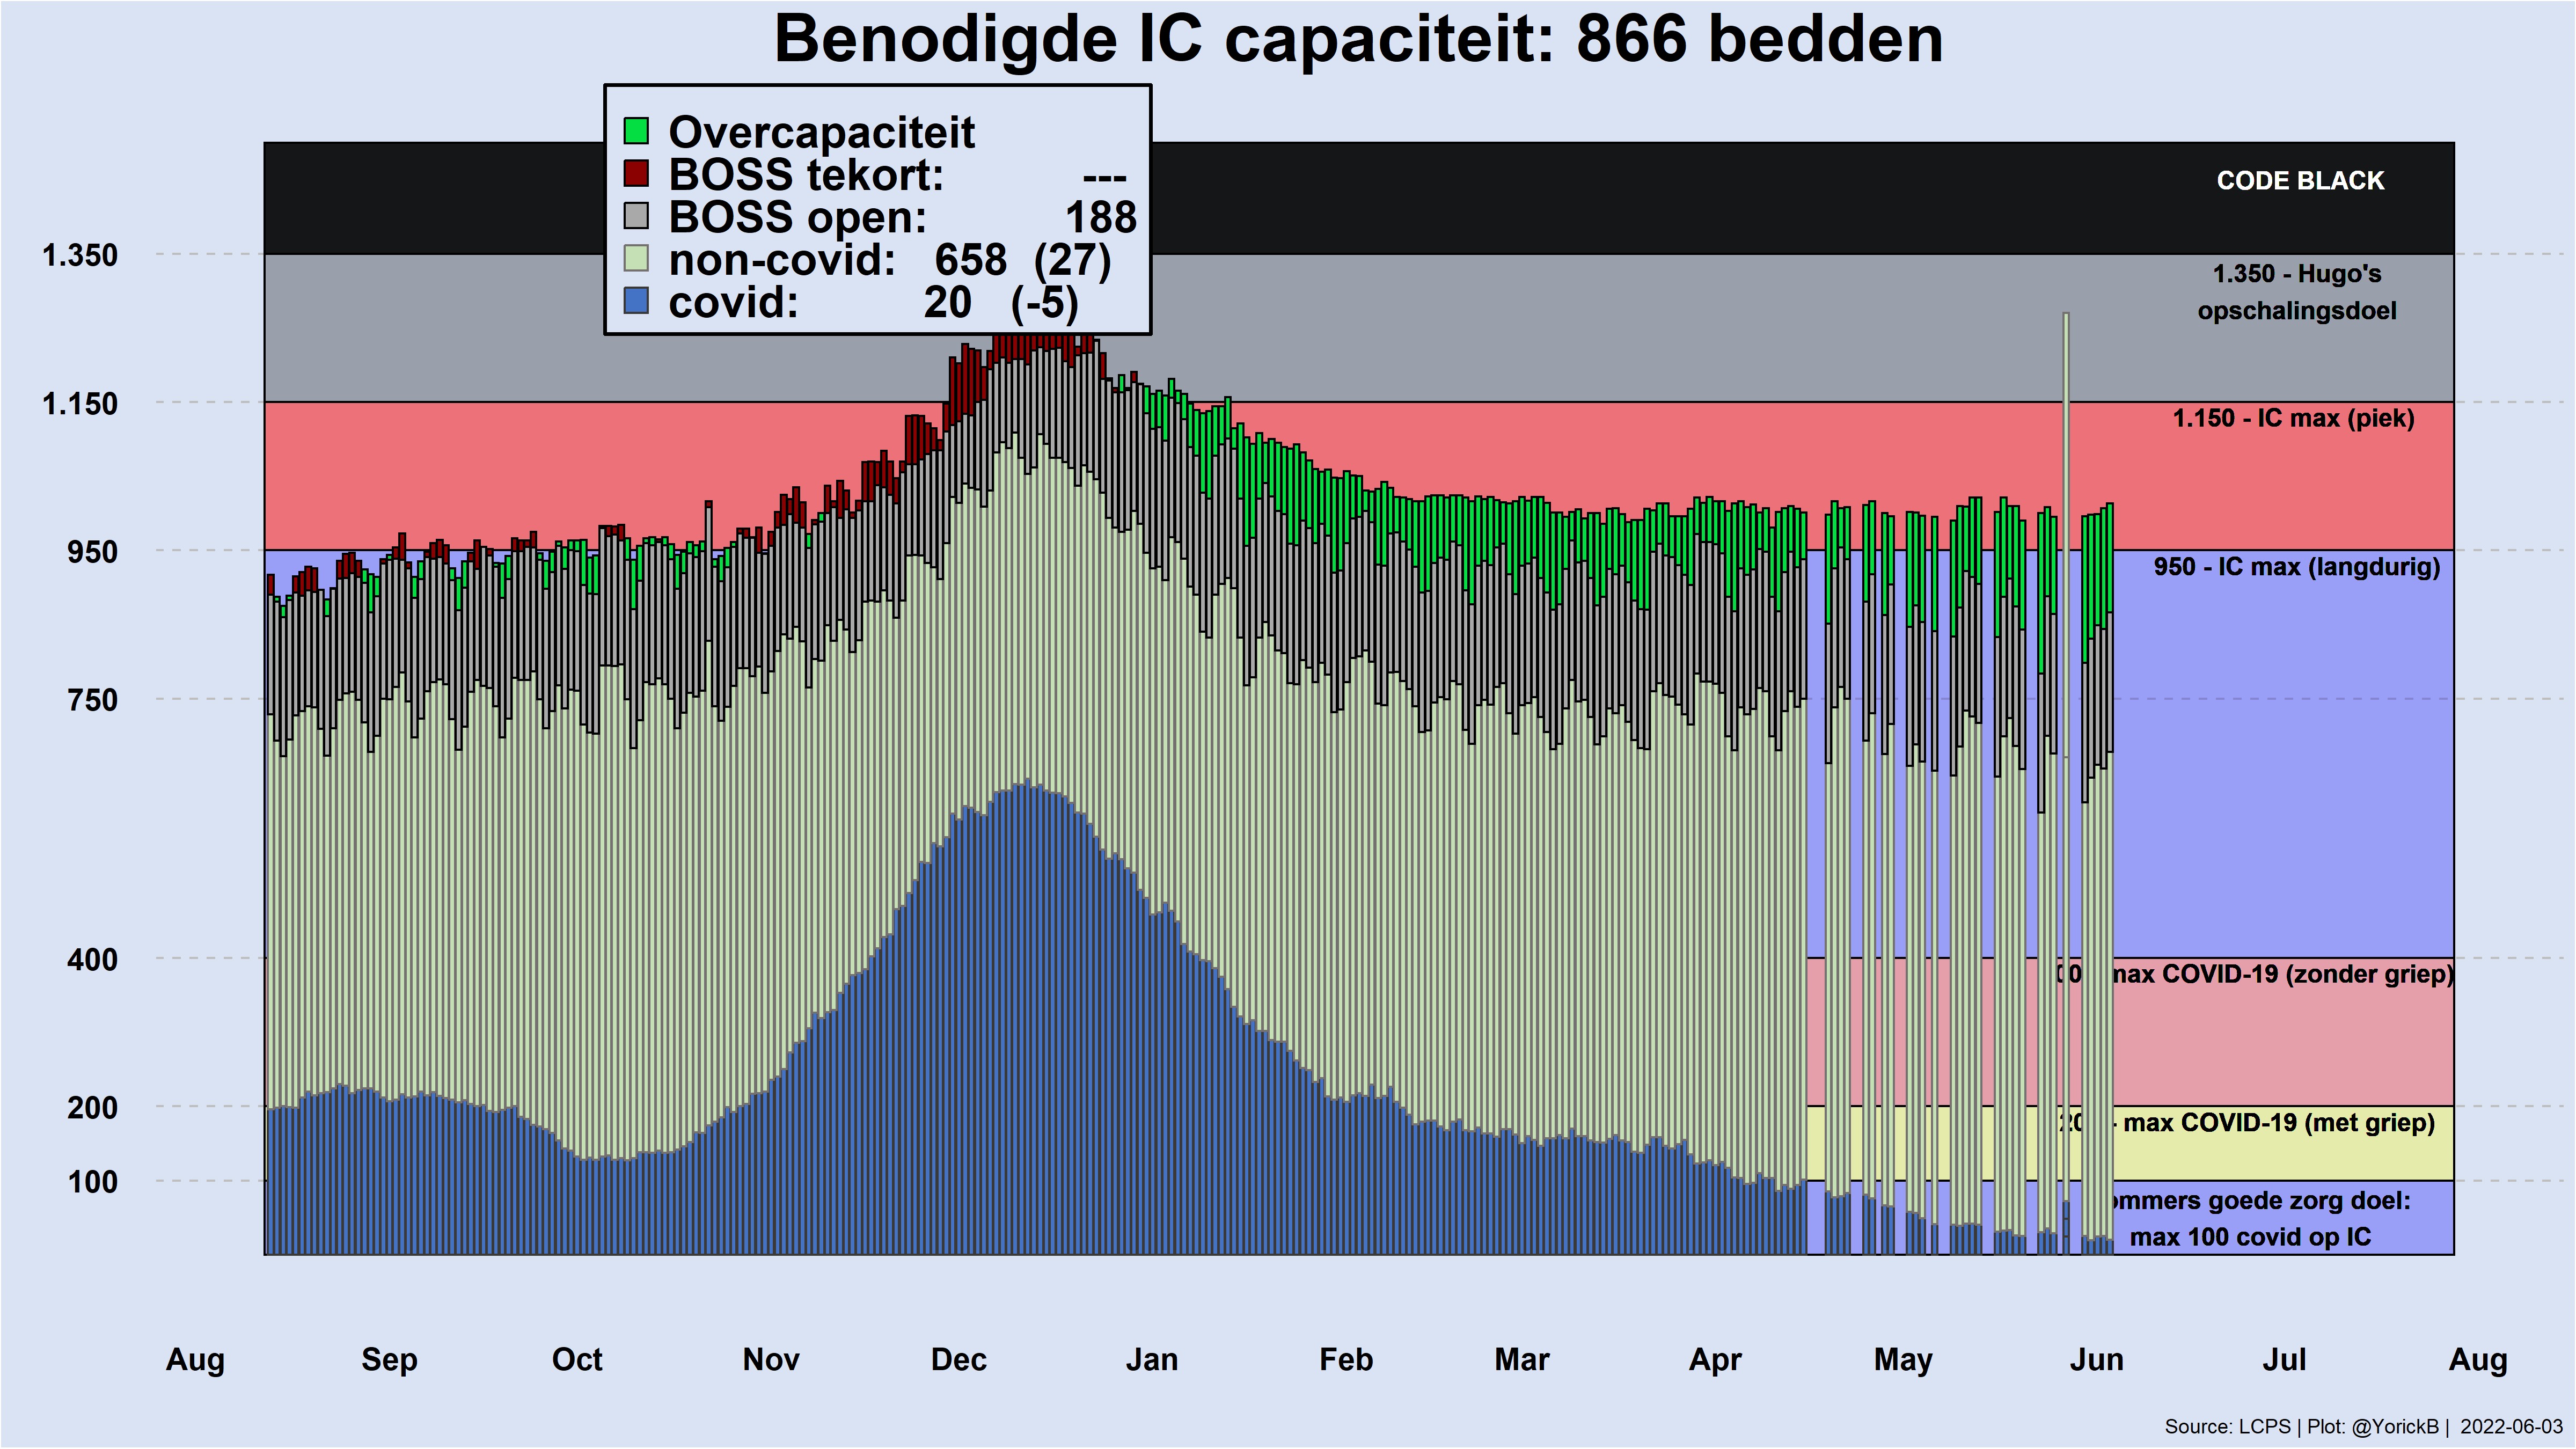 Benodigde IC capaciteit: 866 bedden
Overcapaciteit
BOSS tekort: ---
BOSS open: 188
non-covid: 658 (27)
covid: 20 (-5)
CODE BLACK
1.350
1.350 - Hugo's
opschalingsdoel
1.150
1.150 - IC max (piek)
950
950 - IC max (langdurig)
750
400
max COVID-19 (zonder griep)
200
- max COVID-19 (met griep)
100
goede zorg doel:
max 100 covid op IC
Aug Sep Oct Nov Dec Jan Feb Mar Apr May Jun Jul Aug
Source: LCPS | Plot: @YorickB | 2022-06-03